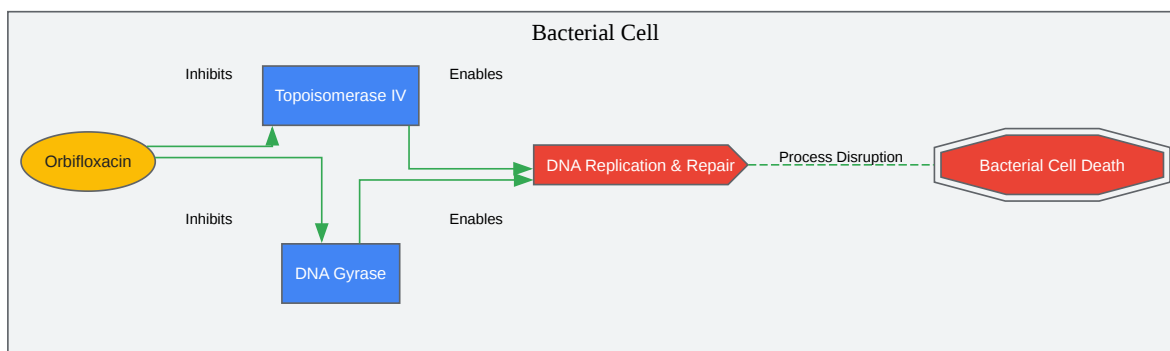 Bacterial Cell
Inhibits
Enables
Topoisomerase IV
Orbifloxacin
DNA Replication & Repair
Process Disruption
Bacterial Cell Death
Inhibits
Enables
DNA Gyrase